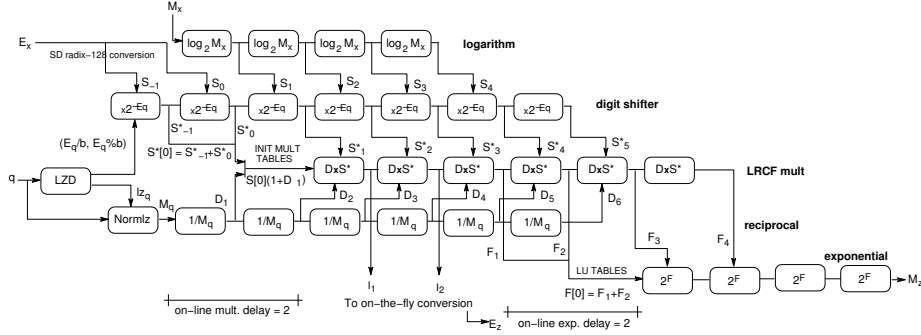 Mx
log2 Mx log2 Mx log2 Mx log2 Mx logarithm
Ex
SD radix-128 conversion
S-1 S0 S1 S2 S3 S4
x2-Eq x2-Eq x2-Eq x2-Eq x2-Eq x2-Eq x2-Eq digit shifter
S*-1 S*0
(Eq/b, Eq%b) S*[0] = S*-1+S*0 INIT MULT TABLES S*1 S*2 S*3 S*4 S*5
DxS* DxS* DxS* DxS* DxS* DxS* LRCF mult
S[0](1+D1)
q LZD
lzq
Normlz Mq D1 D2 D3 D4 D5 D6
1/Mq 1/Mq 1/Mq 1/Mq 1/Mq 1/Mq reciprocal
F1 F2 F3 F4
LU TABLES
F[0] = F1+F2
2F 2F 2F 2F exponential
Mz
I1 I2
To on-the-fly conversion
Ez
on-line mult. delay = 2
on-line exp. delay = 2